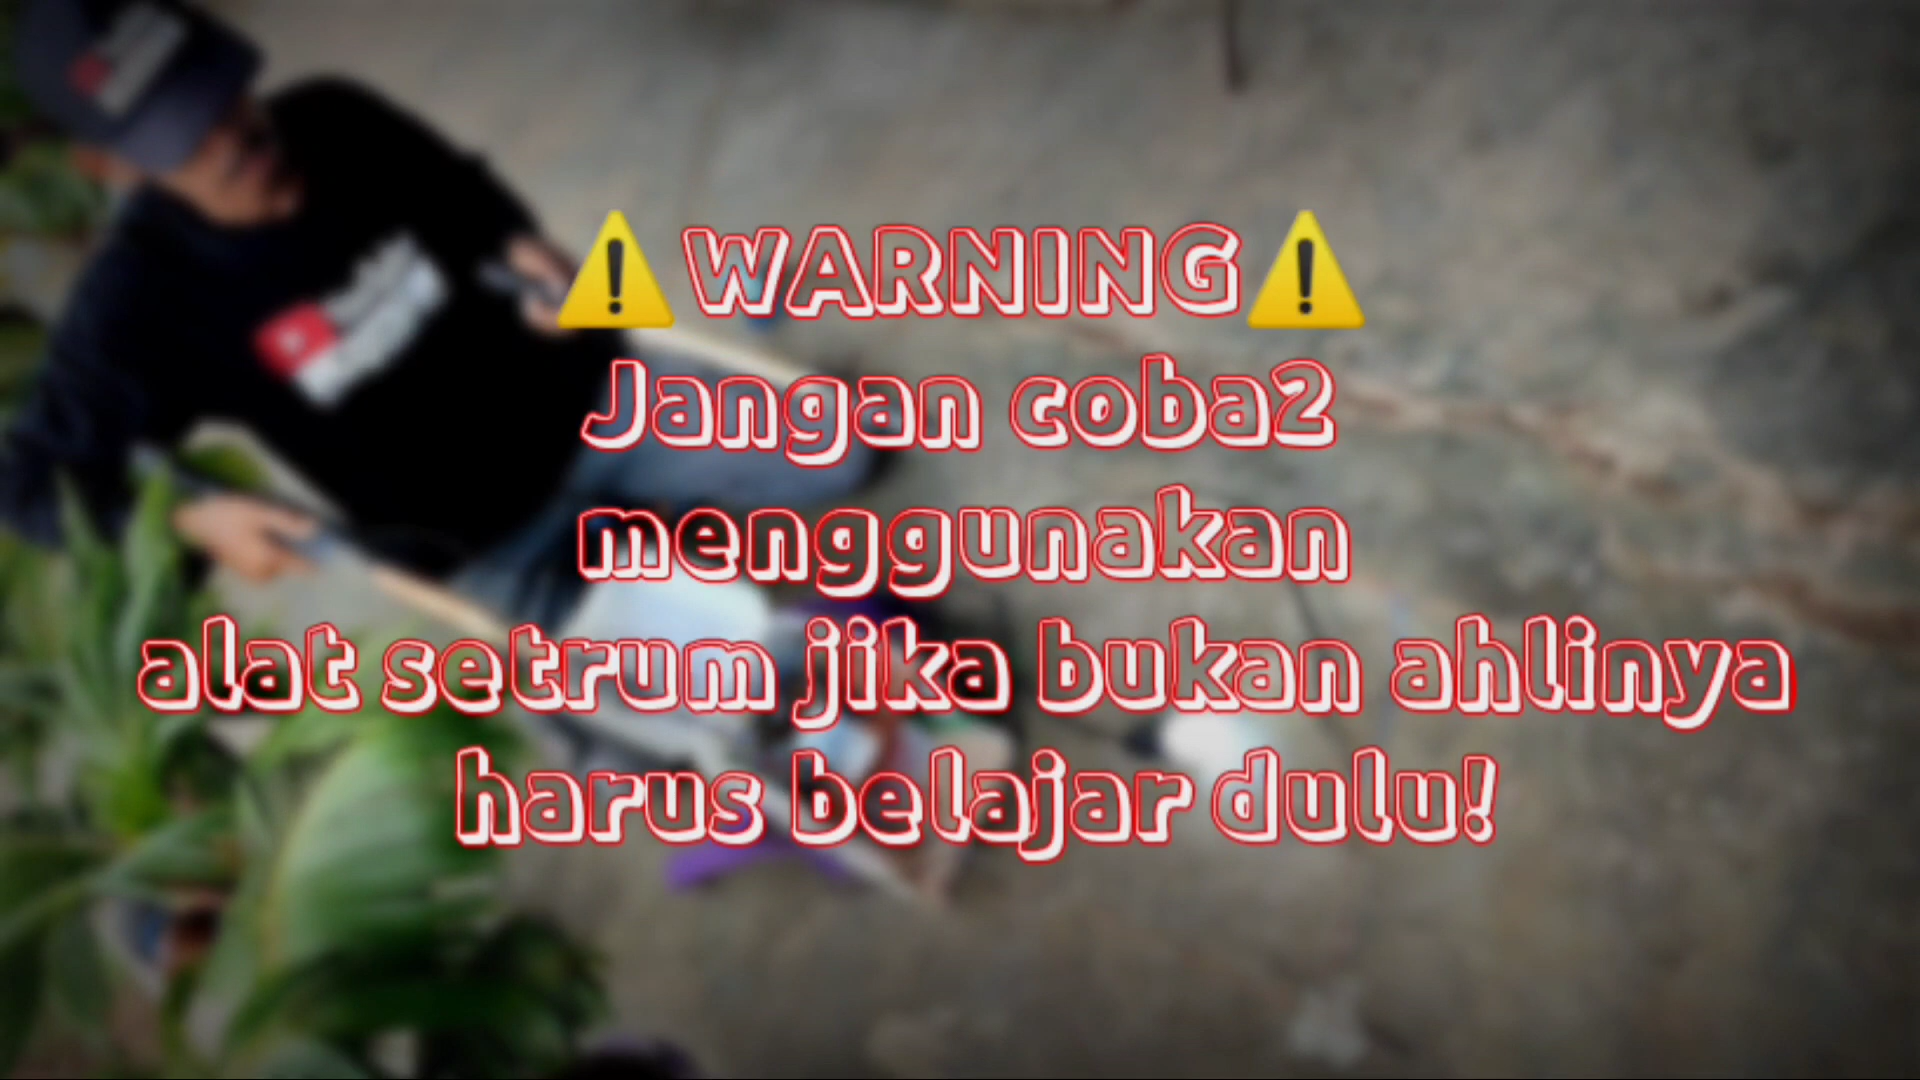 ⚠️WARNING⚠️
Jangan coba2
menggunakan
alat setrum jika bukan ahlinya
harus belajar dulu!